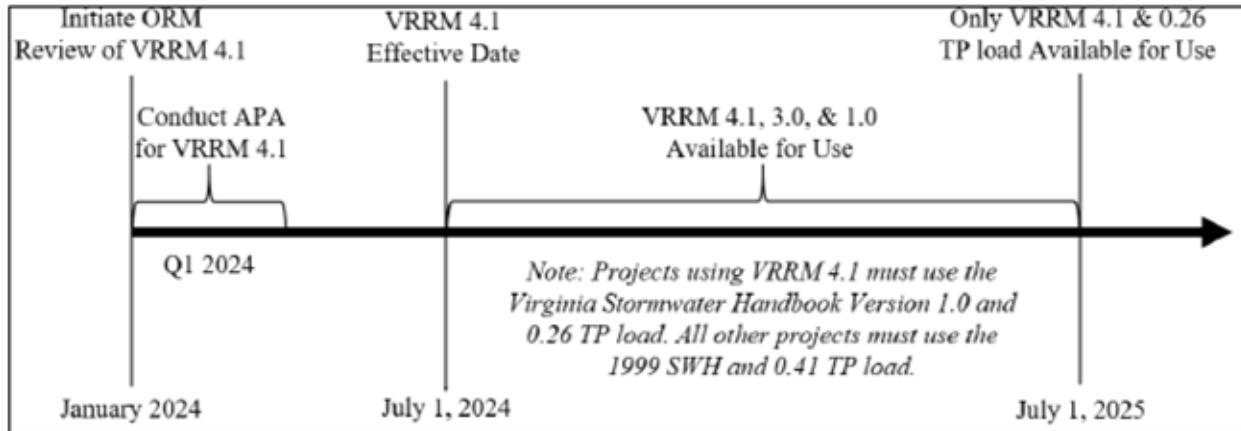 Initiate ORM
Review of VRRM 4.1
VRRM 4.1
Effective Date
Only VRRM 4.1 & 0.26
TP load Available for Use
Conduct APA
for VRRM 4.1
VRRM 4.1, 3.0, & 1.0
Available for Use
Q1 2024
Note: Projects using VRRM 4.1 must use the
Virginia Stormwater Handbook Version 1.0 and
0.26 TP load. All other projects must use the
1999 SWH and 0.41 TP load.
January 2024
July 1, 2024
July 1, 2025